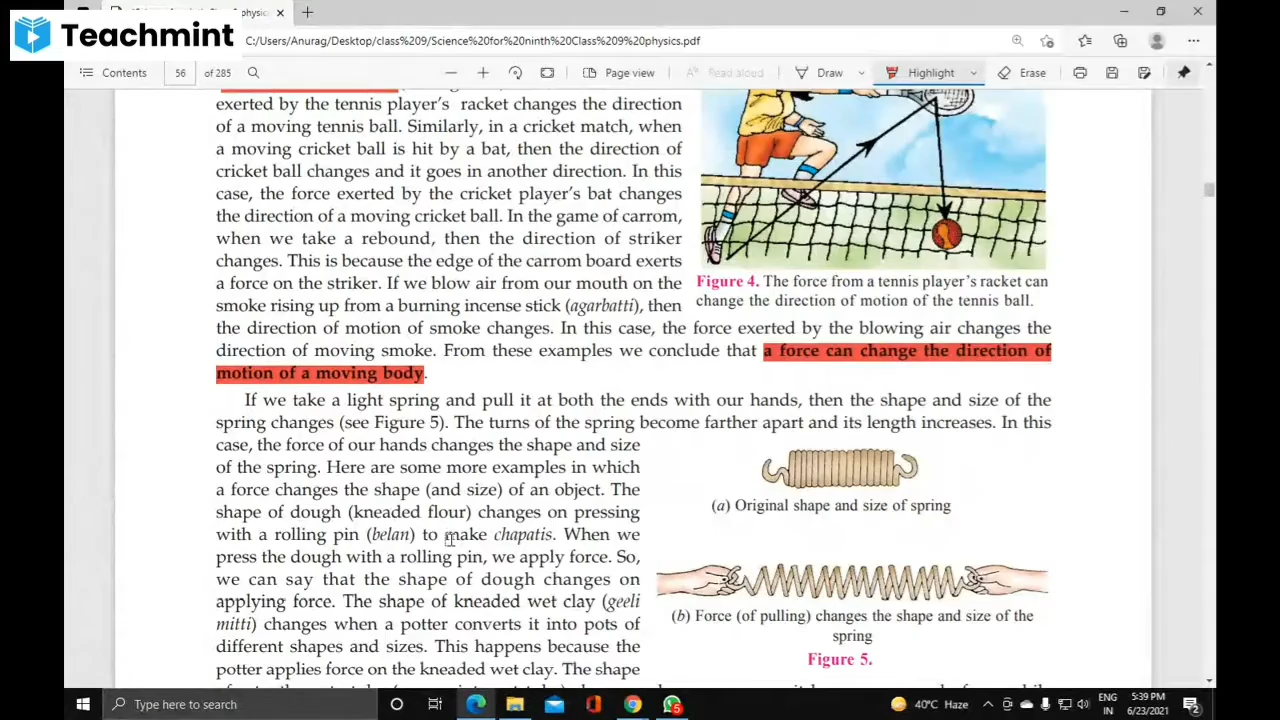 Teachmint
C:/Users/Anurag/Desktop/class%209/Science%20for%20ninth%20Class%209%20physics.pdf
Contents 56 of 285 Page view Read aloud Draw Highlight Erase
exerted by the tennis player's racket changes the direction
of a moving tennis ball. Similarly, in a cricket match, when
a moving cricket ball is hit by a bat, then the direction of
cricket ball changes and it goes in another direction. In this
case, the force exerted by the cricket player's bat changes
the direction of a moving cricket ball. In the game of carrom,
when we take a rebound, then the direction of striker
changes. This is because the edge of the carrom board exerts
a force on the striker. If we blow air from our mouth on the
smoke rising up from a burning incense stick (agarbatti), then
the direction of motion of smoke changes. In this case, the force exerted by the blowing air changes the
direction of moving smoke. From these examples we conclude that a force can change the direction of
motion of a moving body.
Figure 4. The force from a tennis player's racket can
change the direction of motion of the tennis ball.
If we take a light spring and pull it at both the ends with our hands, then the shape and size of the
spring changes (see Figure 5). The turns of the spring become farther apart and its length increases. In this
case, the force of our hands changes the shape and size
of the spring. Here are some more examples in which
a force changes the shape (and size) of an object. The
shape of dough (kneaded flour) changes on pressing
with a rolling pin (belan) to make chapatis. When we
press the dough with a rolling pin, we apply force. So,
we can say that the shape of dough changes on
applying force. The shape of kneaded wet clay (geeli
mitti) changes when a potter converts it into pots of
different shapes and sizes. This happens because the
potter applies force on the kneaded wet clay. The shape
(a) Original shape and size of spring
(b) Force (of pulling) changes the shape and size of the
spring
Figure 5.
Type here to search
5
40°C Haze
ENG
IN
5:39 PM
6/23/2021
2